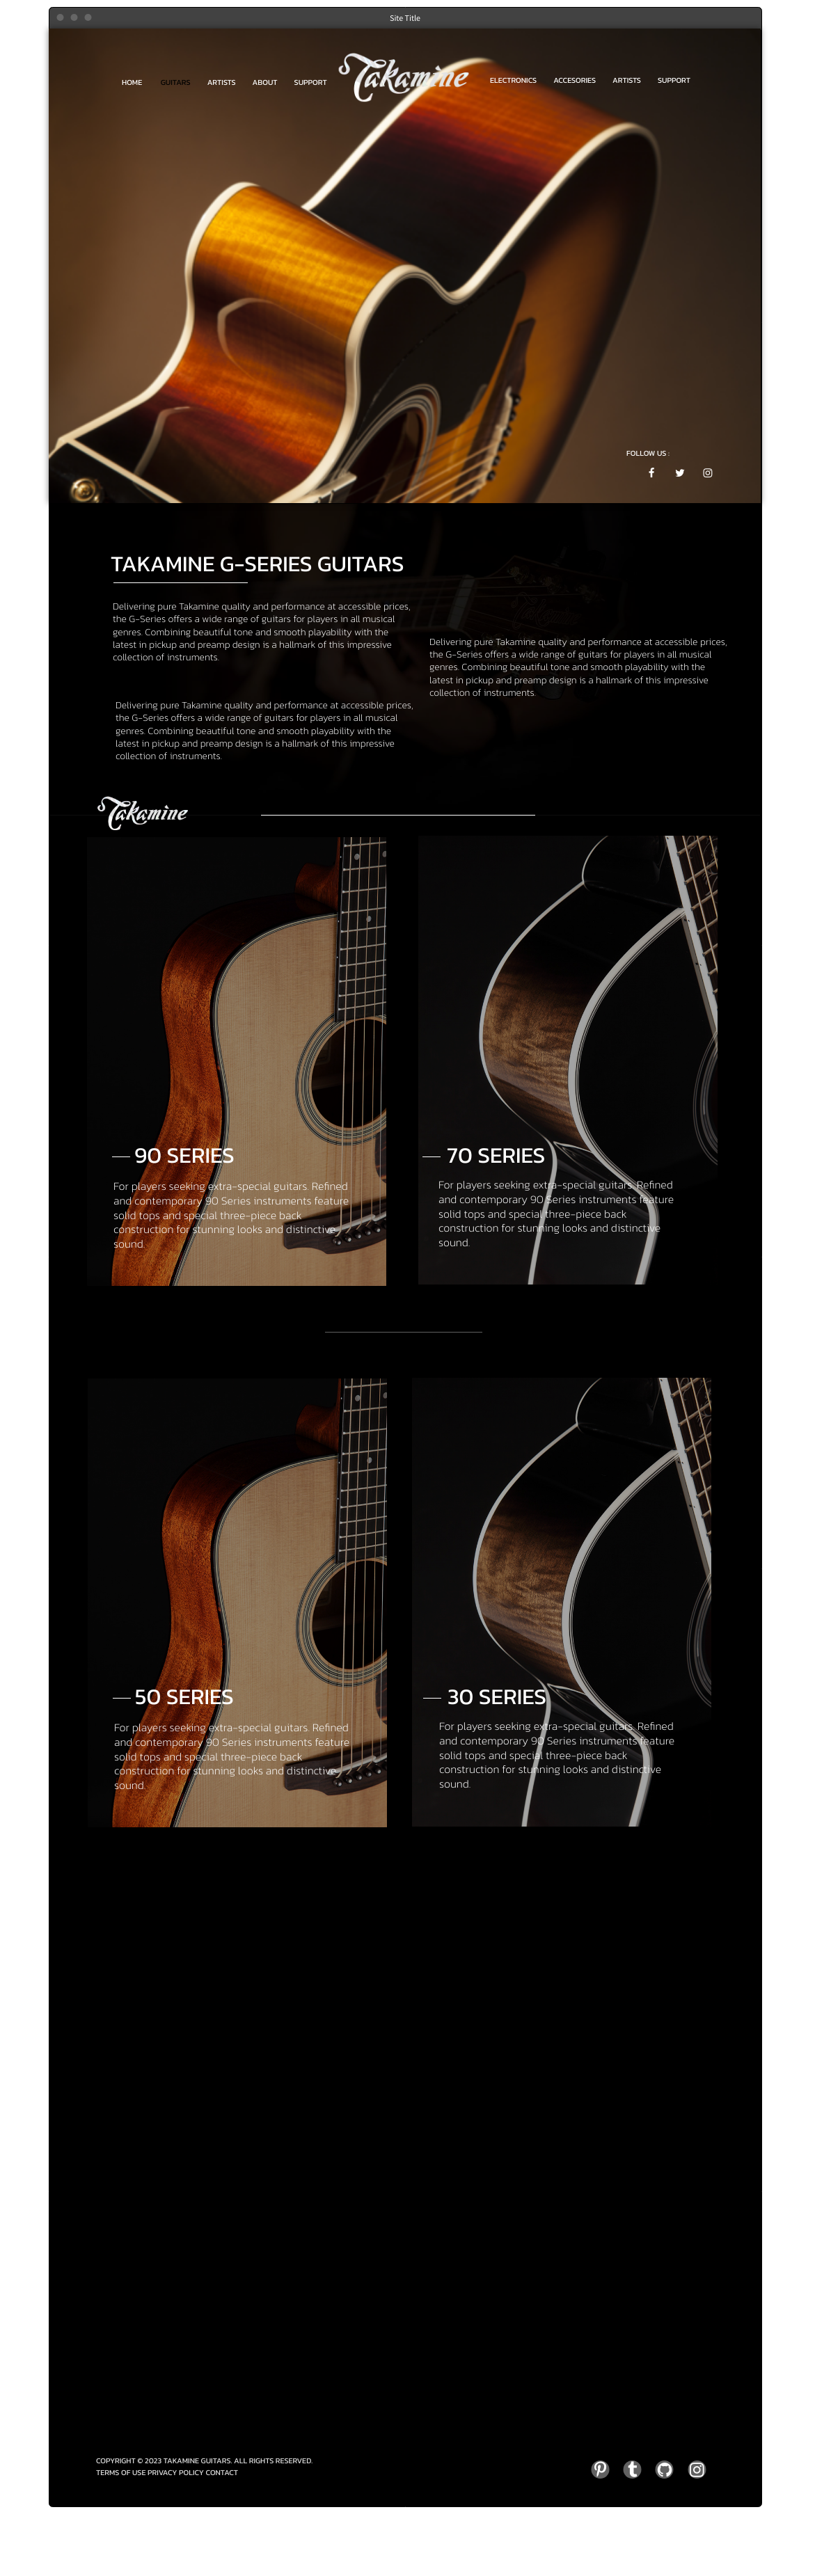 Site Title
HOME GUITARS ARTISTS ABOUT SUPPORT Takamine ELECTRONICS ACCESORIES ARTISTS SUPPORT
FOLLOW US :
TAKAMINE G-SERIES GUITARS
Delivering pure Takamine quality and performance at accessible prices,
the G-Series offers a wide range of guitars for players in all musical
genres. Combining beautiful tone and smooth playability with the
latest in pickup and preamp design is a hallmark of this impressive
collection of instruments.
Delivering pure Takamine quality and performance at accessible prices,
the G-Series offers a wide range of guitars for players in all musical
genres. Combining beautiful tone and smooth playability with the
latest in pickup and preamp design is a hallmark of this impressive
collection of instruments.
Delivering pure Takamine quality and performance at accessible prices,
the G-Series offers a wide range of guitars for players in all musical
genres. Combining beautiful tone and smooth playability with the
latest in pickup and preamp design is a hallmark of this impressive
collection of instruments.
Takamine
90 SERIES
For players seeking extra-special guitars. Refined
and contemporary 90 Series instruments feature
solid tops and special three-piece back
construction for stunning looks and distinctive
sound.
70 SERIES
For players seeking extra-special guitars. Refined
and contemporary 90 Series instruments feature
solid tops and special three-piece back
construction for stunning looks and distinctive
sound.
50 SERIES
For players seeking extra-special guitars. Refined
and contemporary 90 Series instruments feature
solid tops and special three-piece back
construction for stunning looks and distinctive
sound.
30 SERIES
For players seeking extra-special guitars. Refined
and contemporary 90 Series instruments feature
solid tops and special three-piece back
construction for stunning looks and distinctive
sound.
COPYRIGHT © 2023 TAKAMINE GUITARS. ALL RIGHTS RESERVED.
TERMS OF USE PRIVACY POLICY CONTACT